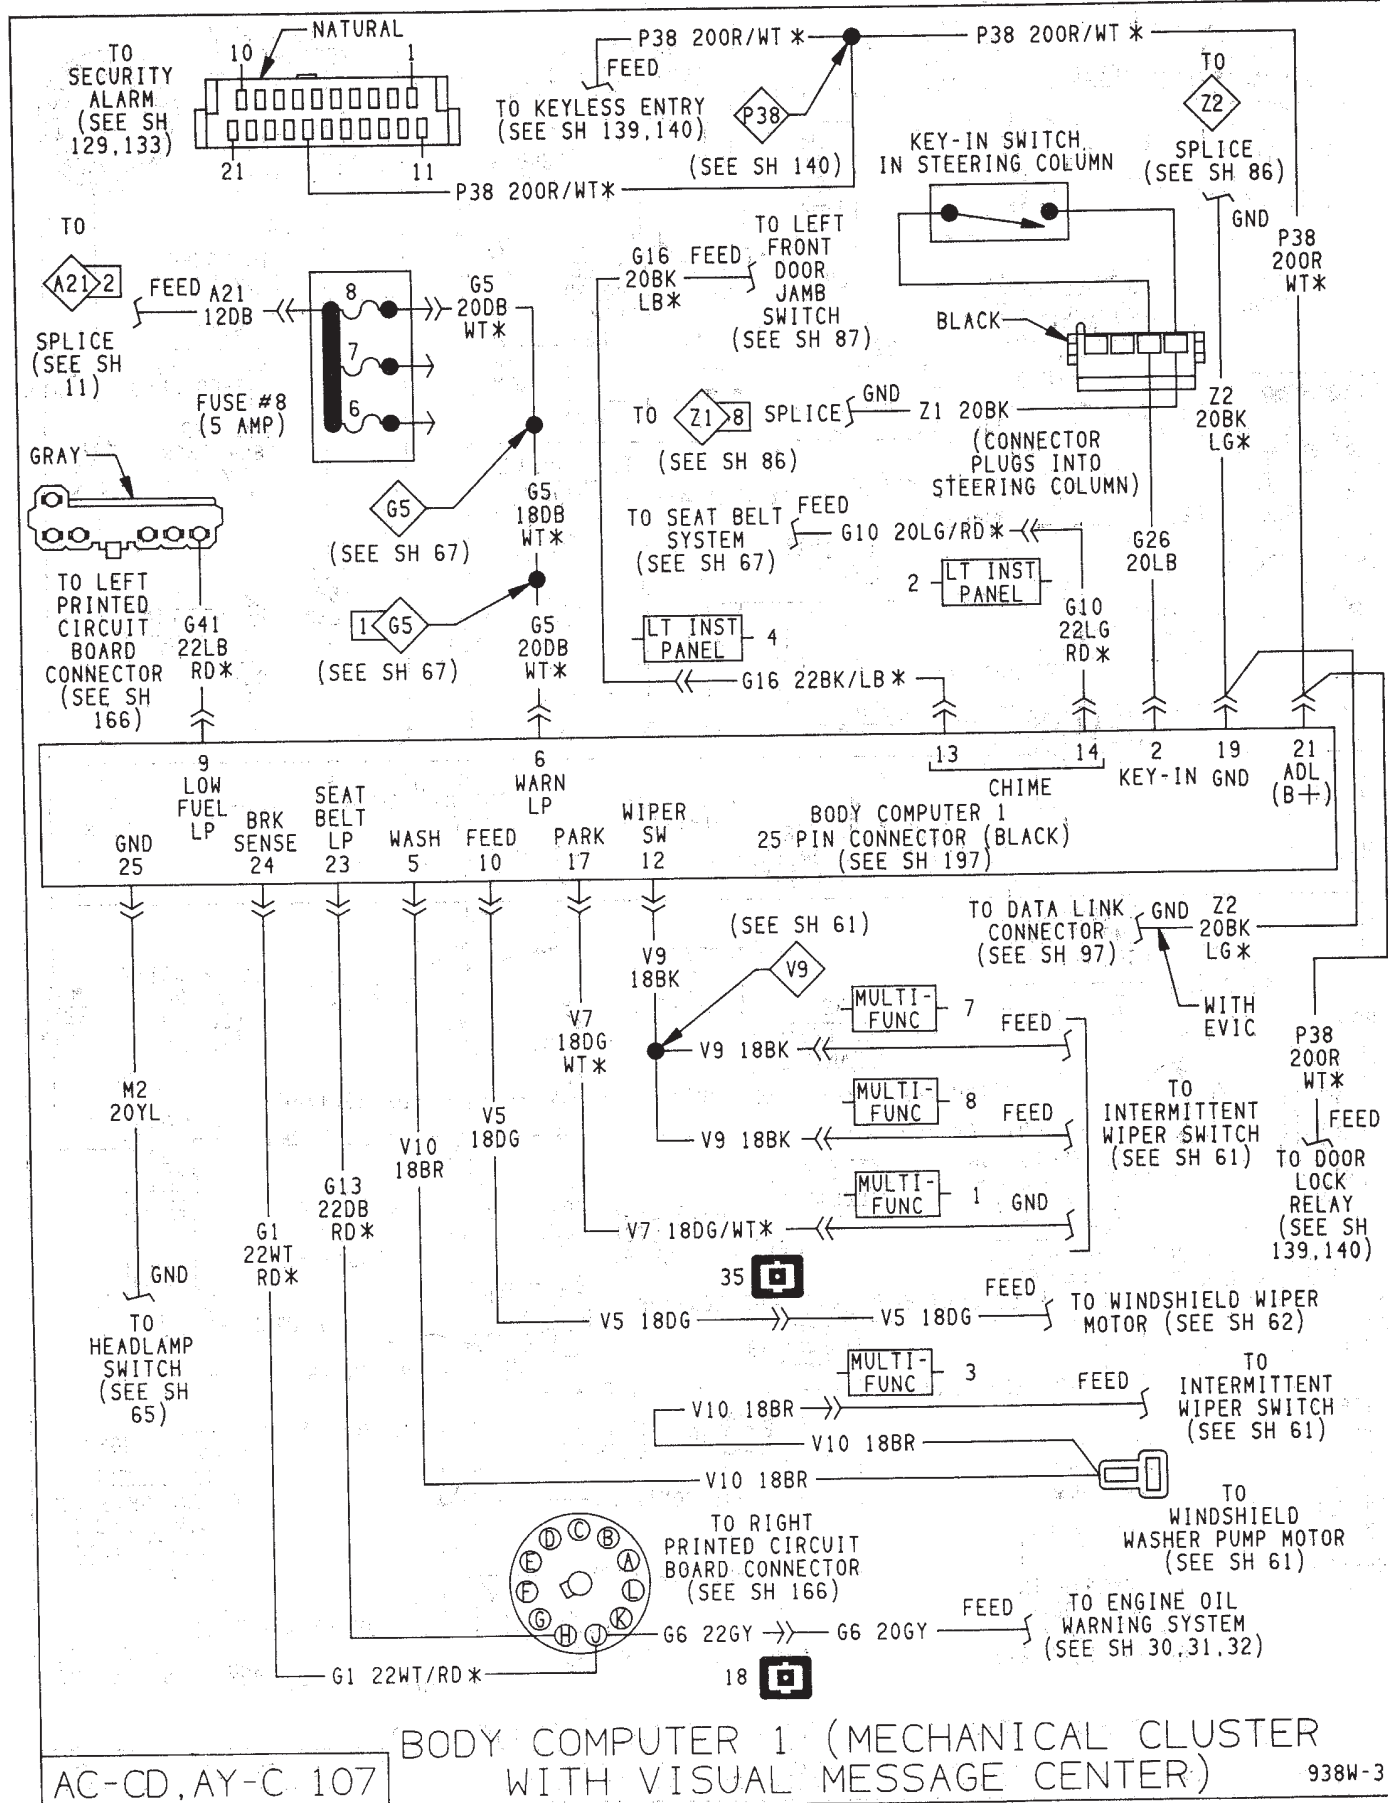 NATURAL
TO
SECURITY
ALARM
(SEE SH
129,133)
10
1
21
11
P38 200R/WT*
P38 200R/WT*
FEED
TO KEYLESS ENTRY
(SEE SH 139,140)
P38
(SEE SH 140)
P38 200R/WT*
TO
Z2
SPLICE
(SEE SH 86)
GND
KEY-IN SWITCH
IN STEERING COLUMN
P38
200R
WT*
TO
A21 2
FEED
A21
12DB
SPLICE
(SEE SH
11)
8
7
6
FUSE #8
(5 AMP)
G5
20DB
WT*
G16
20BK
LB*
FEED
TO LEFT
FRONT
DOOR
JAMB
SWITCH
(SEE SH 87)
BLACK
TO
Z1 8
SPLICE
GND
Z1 20BK
(SEE SH 86)
(CONNECTOR
PLUGS INTO
STEERING COLUMN)
Z2
20BK
LG*
GRAY
G5
(SEE SH 67)
G5
18DB
WT*
TO SEAT BELT
SYSTEM
(SEE SH 67)
FEED
G10 20LG/RD*
2
LT INST
PANEL
G10
22LG
RD*
G26
20LB
TO LEFT
PRINTED
CIRCUIT
BOARD
CONNECTOR
(SEE SH
166)
G41
22LB
RD*
1 G5
(SEE SH 67)
G5
20DB
WT*
LT INST
PANEL
4
G16 22BK/LB*
9
LOW
FUEL
LP
6
WARN
LP
13
14
CHIME
2
KEY-IN
19
GND
21
ADL
(B+)
GND
25
BRK
SENSE
24
SEAT
BELT
LP
23
WASH
5
FEED
10
PARK
17
WIPER
SW
12
BODY COMPUTER 1
25 PIN CONNECTOR (BLACK)
(SEE SH 197)
(SEE SH 61)
V9
V9
18BK
TO DATA LINK
CONNECTOR
(SEE SH 97)
GND
Z2
20BK
LG*
WITH
EVIC
V7
18DG
WT*
MULTI-
FUNC
7
FEED
V9 18BK
MULTI-
FUNC
8
FEED
V9 18BK
MULTI-
FUNC
1
GND
V7 18DG/WT*
TO
INTERMITTENT
WIPER SWITCH
(SEE SH 61)
P38
200R
WT*
FEED
TO DOOR
LOCK
RELAY
(SEE SH
139,140)
M2
20YL
V5
18DG
V10
18BR
G13
22DB
RD*
G1
22WT
RD*
GND
TO
HEADLAMP
SWITCH
(SEE SH
65)
35
V5 18DG
V5 18DG
FEED
TO WINDSHIELD WIPER
MOTOR (SEE SH 62)
MULTI-
FUNC
3
FEED
V10 18BR
TO
INTERMITTENT
WIPER SWITCH
(SEE SH 61)
V10 18BR
V10 18BR
TO
WINDSHIELD
WASHER PUMP MOTOR
(SEE SH 61)
D C B
E A
F L
G K
H J
TO RIGHT
PRINTED CIRCUIT
BOARD CONNECTOR
(SEE SH 166)
G6 22GY
G6 20GY
FEED
TO ENGINE OIL
WARNING SYSTEM
(SEE SH 30,31,32)
G1 22WT/RD*
18
BODY COMPUTER 1 (MECHANICAL CLUSTER
WITH VISUAL MESSAGE CENTER)
AC-CD,AY-C 107
938W-3